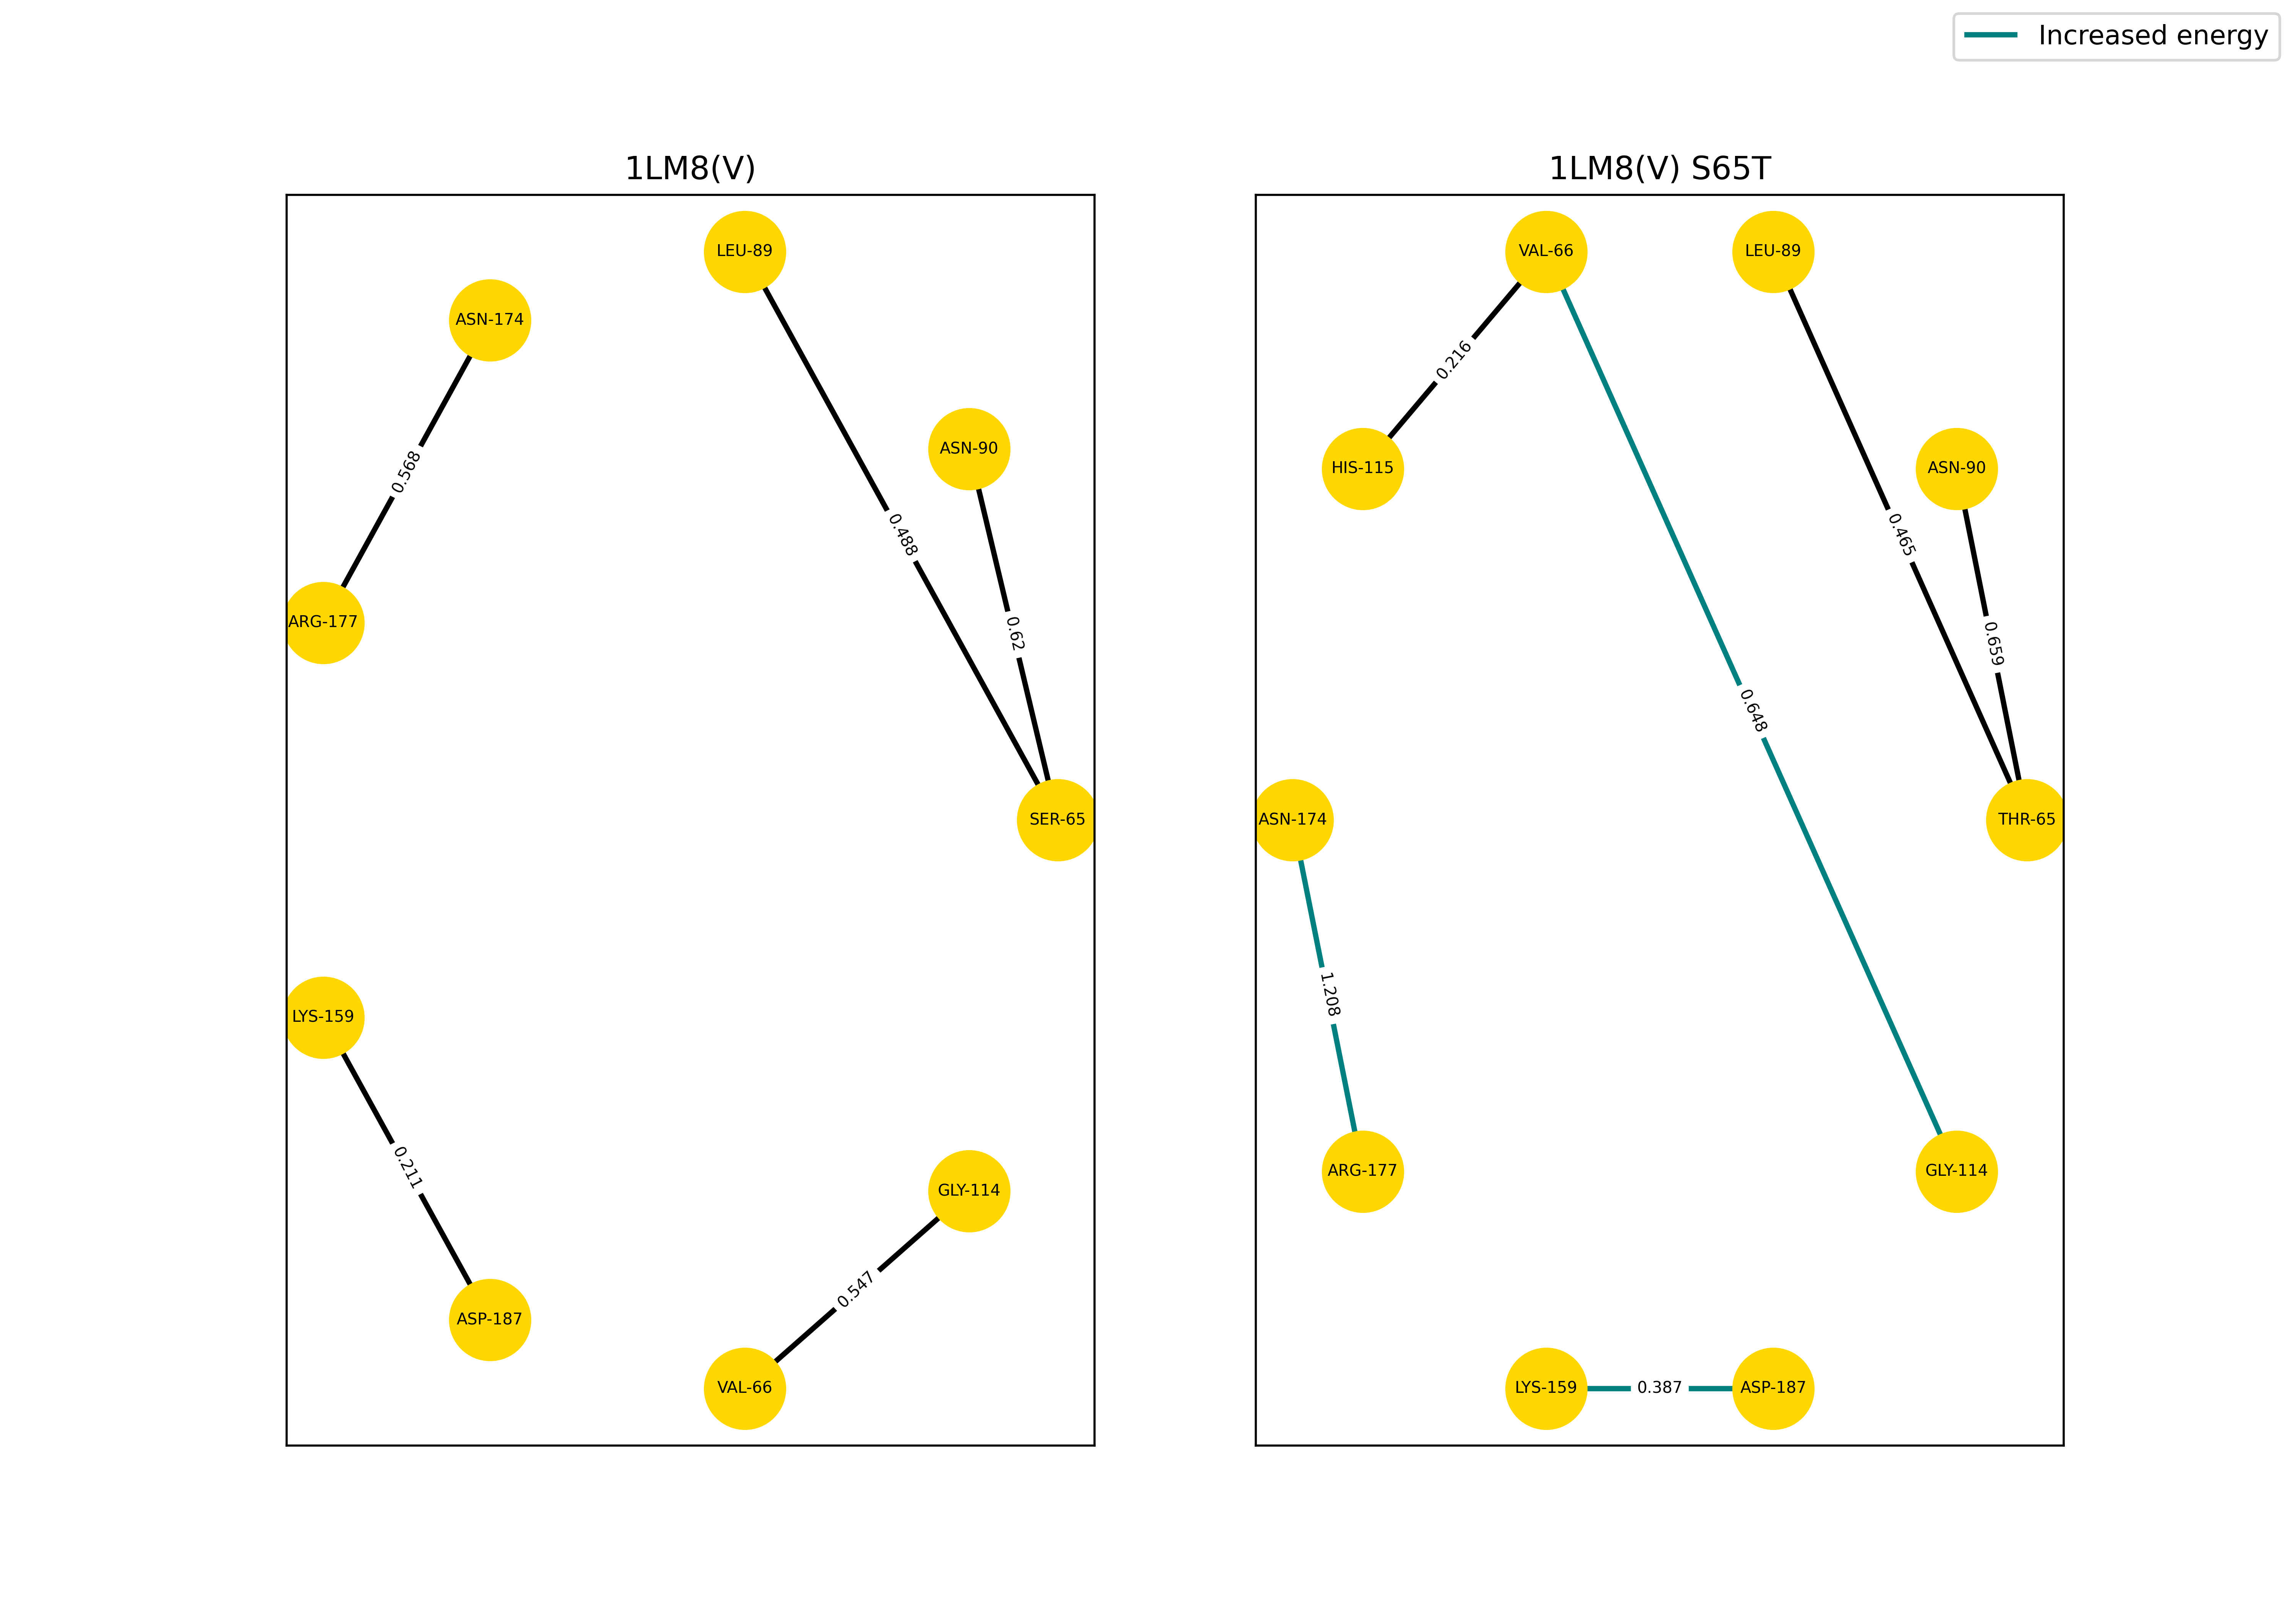 Increased energy
1LM8(V)
LEU-89
ASN-174
ASN-90
0.568
0.488
ARG-177
0.62
SER-65
LYS-159
0.211
GLY-114
0.547
ASP-187
VAL-66
1LM8(V) S65T
VAL-66
LEU-89
0.216
HIS-115
ASN-90
0.465
0.659
0.648
ASN-174
THR-65
1.208
ARG-177
GLY-114
LYS-159
0.387
ASP-187